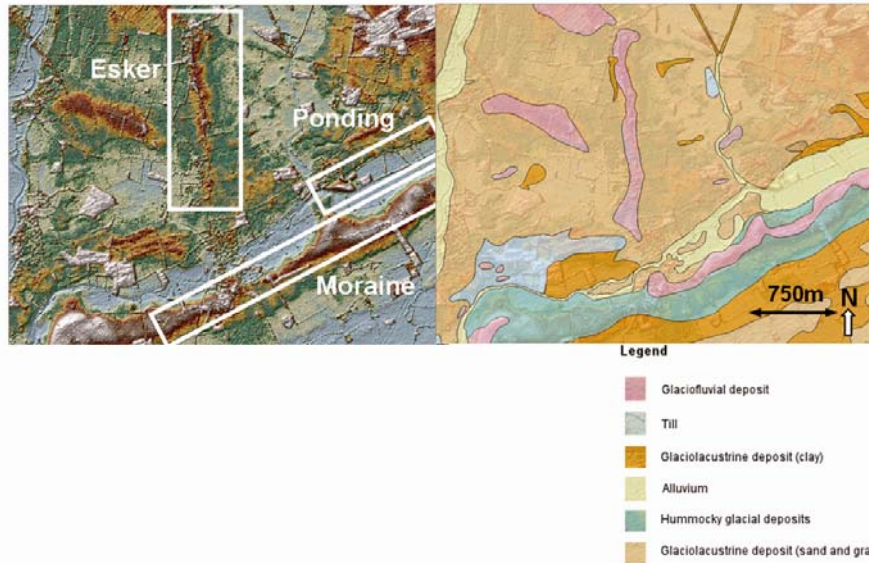 Esker
Ponding
Moraine
750m
N
Legend
Glaciofluvial deposit
Till
Glaciolacustrine deposit (clay)
Alluvium
Hummocky glacial deposits
Glaciolacustrine deposit (sand and gra